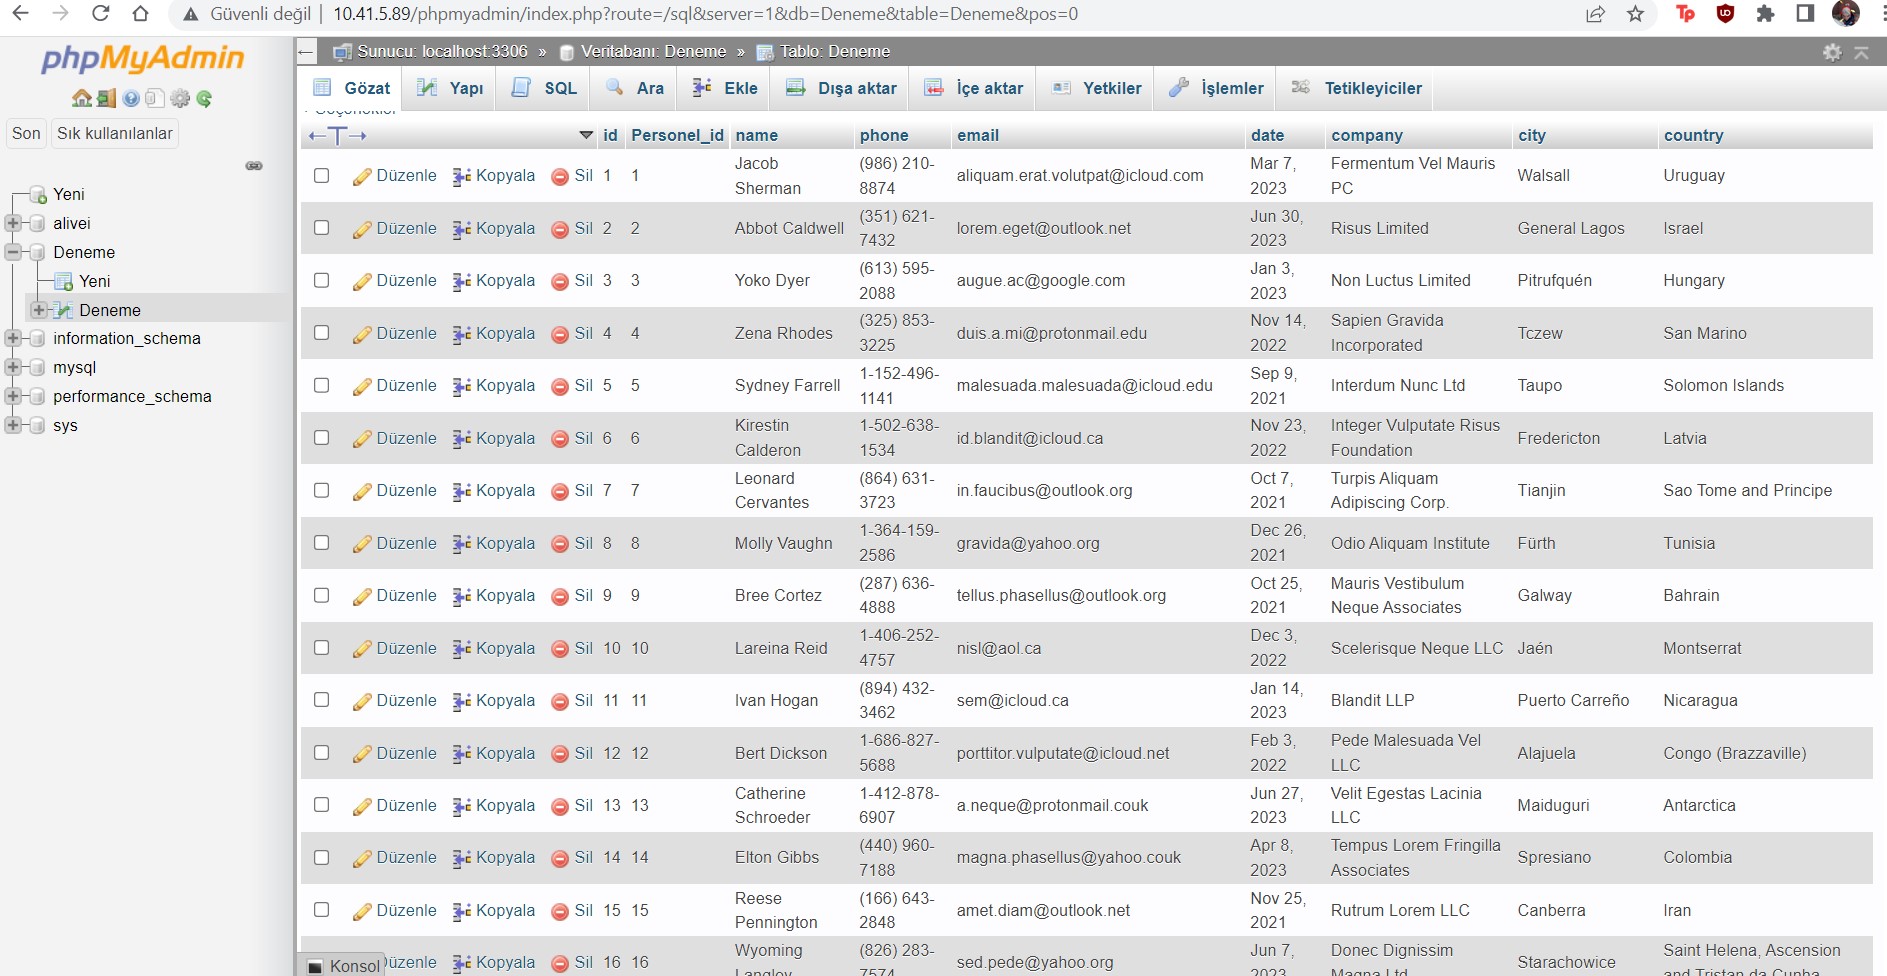 Güvenli değil | 10.41.5.89/phpmyadmin/index.php?route=/sql&server=1&db=Deneme&table=Deneme&pos=0
phpMyAdmin
Son Sık kullanılanlar
Yeni
alivei
Deneme
Yeni
Deneme
information_schema
mysql
performance_schema
sys
Sunucu: localhost:3306 » Veritabanı: Deneme » Tablo: Deneme
Gözat Yapı SQL Ara Ekle Dışa aktar İçe aktar Yetkiler İşlemler Tetikleyiciler
id Personel_id name phone email date company city country
Düzenle Kopyala Sil 1 1 Jacob Sherman (986) 210-8874 aliquam.erat.volutpat@icloud.com Mar 7, 2023 Fermentum Vel Mauris PC Walsall Uruguay
Düzenle Kopyala Sil 2 2 Abbot Caldwell (351) 621-7432 lorem.eget@outlook.net Jun 30, 2023 Risus Limited General Lagos Israel
Düzenle Kopyala Sil 3 3 Yoko Dyer (613) 595-2088 augue.ac@google.com Jan 3, 2023 Non Luctus Limited Pitrufquén Hungary
Düzenle Kopyala Sil 4 4 Zena Rhodes (325) 853-3225 duis.a.mi@protonmail.edu Nov 14, 2022 Sapien Gravida Incorporated Tczew San Marino
Düzenle Kopyala Sil 5 5 Sydney Farrell 1-152-496-1141 malesuada.malesuada@icloud.edu Sep 9, 2021 Interdum Nunc Ltd Taupo Solomon Islands
Düzenle Kopyala Sil 6 6 Kirestin Calderon 1-502-638-1534 id.blandit@icloud.ca Nov 23, 2022 Integer Vulputate Risus Foundation Fredericton Latvia
Düzenle Kopyala Sil 7 7 Leonard Cervantes (864) 631-3723 in.faucibus@outlook.org Oct 7, 2021 Turpis Aliquam Adipiscing Corp. Tianjin Sao Tome and Principe
Düzenle Kopyala Sil 8 8 Molly Vaughn 1-364-159-2586 gravida@yahoo.org Dec 26, 2021 Odio Aliquam Institute Fürth Tunisia
Düzenle Kopyala Sil 9 9 Bree Cortez (287) 636-4888 tellus.phasellus@outlook.org Oct 25, 2021 Mauris Vestibulum Neque Associates Galway Bahrain
Düzenle Kopyala Sil 10 10 Lareina Reid 1-406-252-4757 nisl@aol.ca Dec 3, 2022 Scelerisque Neque LLC Jaén Montserrat
Düzenle Kopyala Sil 11 11 Ivan Hogan (894) 432-3462 sem@icloud.ca Jan 14, 2023 Blandit LLP Puerto Carreño Nicaragua
Düzenle Kopyala Sil 12 12 Bert Dickson 1-686-827-5688 porttitor.vulputate@icloud.net Feb 3, 2022 Pede Malesuada Vel LLC Alajuela Congo (Brazzaville)
Düzenle Kopyala Sil 13 13 Catherine Schroeder 1-412-878-6907 a.neque@protonmail.couk Jun 27, 2023 Velit Egestas Lacinia LLC Maiduguri Antarctica
Düzenle Kopyala Sil 14 14 Elton Gibbs (440) 960-7188 magna.phasellus@yahoo.couk Apr 8, 2023 Tempus Lorem Fringilla Associates Spresiano Colombia
Düzenle Kopyala Sil 15 15 Reese Pennington (166) 643-2848 amet.diam@outlook.net Nov 25, 2021 Rutrum Lorem LLC Canberra Iran
Kopyala Sil 16 16 Wyoming (826) 283- sed.pede@yahoo.org Jun 7, Donec Dignissim Starachowice Saint Helena, Ascension
Konsol